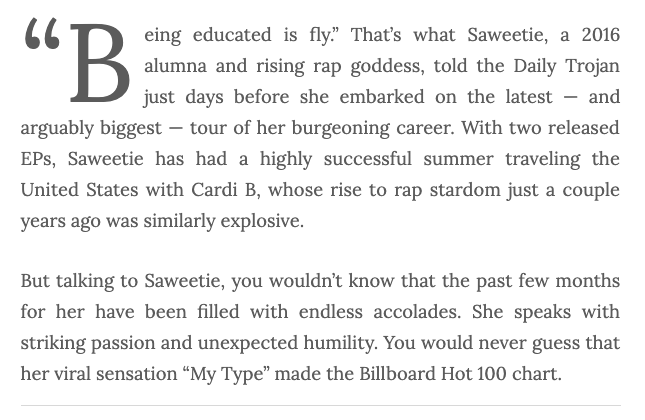 “Being educated is fly.” That’s what Saweetie, a 2016
alumna and rising rap goddess, told the Daily Trojan
just days before she embarked on the latest — and
arguably biggest — tour of her burgeoning career. With two released
EPs, Saweetie has had a highly successful summer traveling the
United States with Cardi B, whose rise to rap stardom just a couple
years ago was similarly explosive.
But talking to Saweetie, you wouldn’t know that the past few months
for her have been filled with endless accolades. She speaks with
striking passion and unexpected humility. You would never guess that
her viral sensation “My Type” made the Billboard Hot 100 chart.